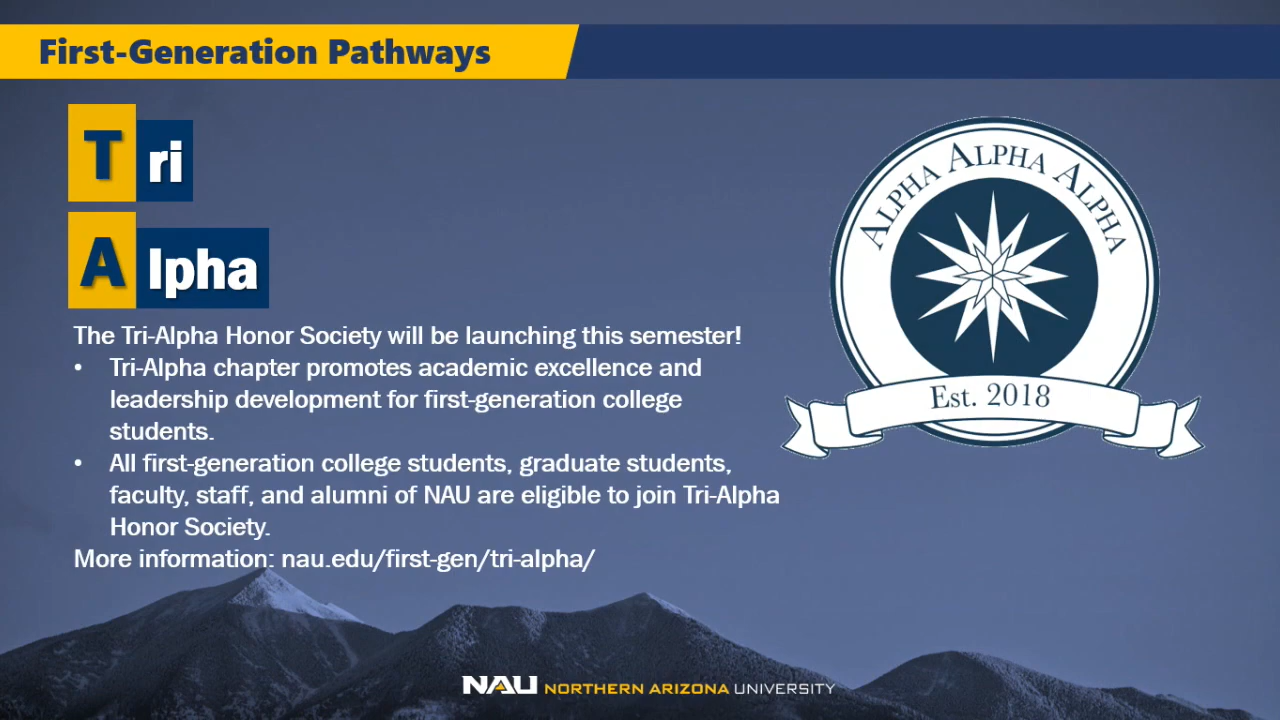 First-Generation Pathways
Tri
Alpha
The Tri-Alpha Honor Society will be launching this semester!
• Tri-Alpha chapter promotes academic excellence and
leadership development for first-generation college
students.
• All first-generation college students, graduate students,
faculty, staff, and alumni of NAU are eligible to join Tri-Alpha
Honor Society.
More information: nau.edu/first-gen/tri-alpha/
ALPHA ALPHA ALPHA
Est. 2018
NAU NORTHERN ARIZONA UNIVERSITY